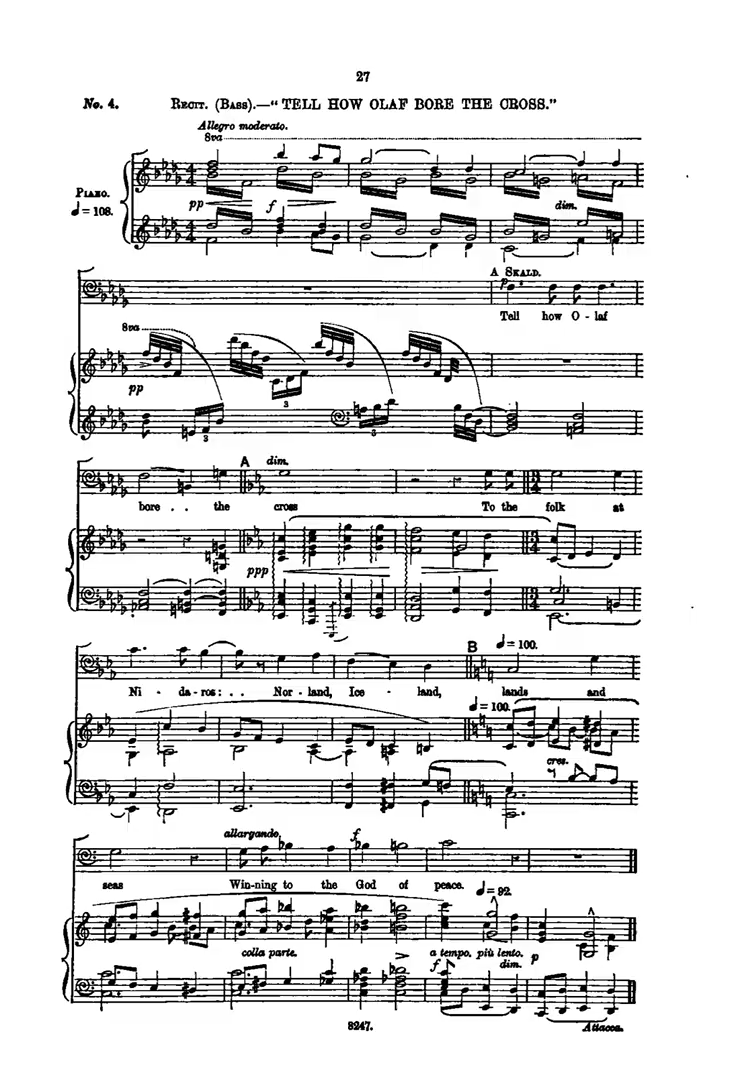 27
No. 4. RECIT. (BASS).—"TELL HOW OLAF BORE THE CROSS."
Allegro moderato.
8va
PIANO.
♩= 108.
pp f dim.
A SKALD.
p
Tell how O - laf
8va
pp
3 3 3
A dim.
bore . . the cross To the folk at
ppp
B ♩= 100.
Ni - da - ros: . . Nor - land, Ice - land, lands and
♩= 100.
cres.
allargando. f
seas Win-ning to the God of peace. ♩= 92.
colla parte. a tempo. più lento. p
f dim.
8247. Attacca.